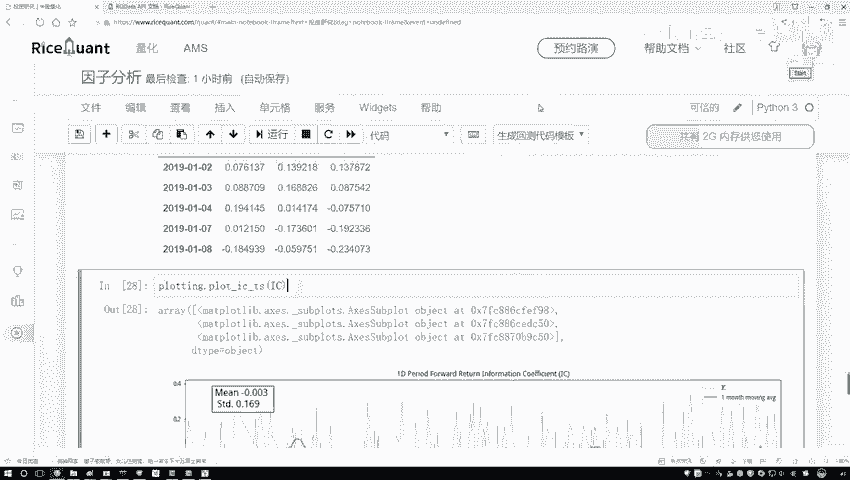 RiceQuant
量化
AMS
预约路演
帮助文档
社区
因子分析 最后检查: 1 小时前 (自动保存)
Start
文件 编辑 查看 插入 单元格 服务 Widgets 帮助
可信的
Python 3
运行
代码
生成回测代码模板
共有 2G 内存供您使用
2019-01-02 0.076137 0.139218 0.137872
2019-01-03 0.088709 0.168826 0.087542
2019-01-04 0.194145 0.014174 -0.075710
2019-01-07 0.012150 -0.173601 -0.192336
2019-01-08 -0.184939 -0.059751 -0.234073
In [28]: plotting.plot_ic_ts(IC)
Out[28]: array([<matplotlib.axes._subplots.AxesSubplot object at 0x7fc886cfef98>,
<matplotlib.axes._subplots.AxesSubplot object at 0x7fc886cedc50>,
<matplotlib.axes._subplots.AxesSubplot object at 0x7fc8870b9c50>],
dtype=object)
1D Period Forward Return Information Coefficient (IC)
0.4
Mean -0.003
Std. 0.169
IC
1 month moving avg
0.2